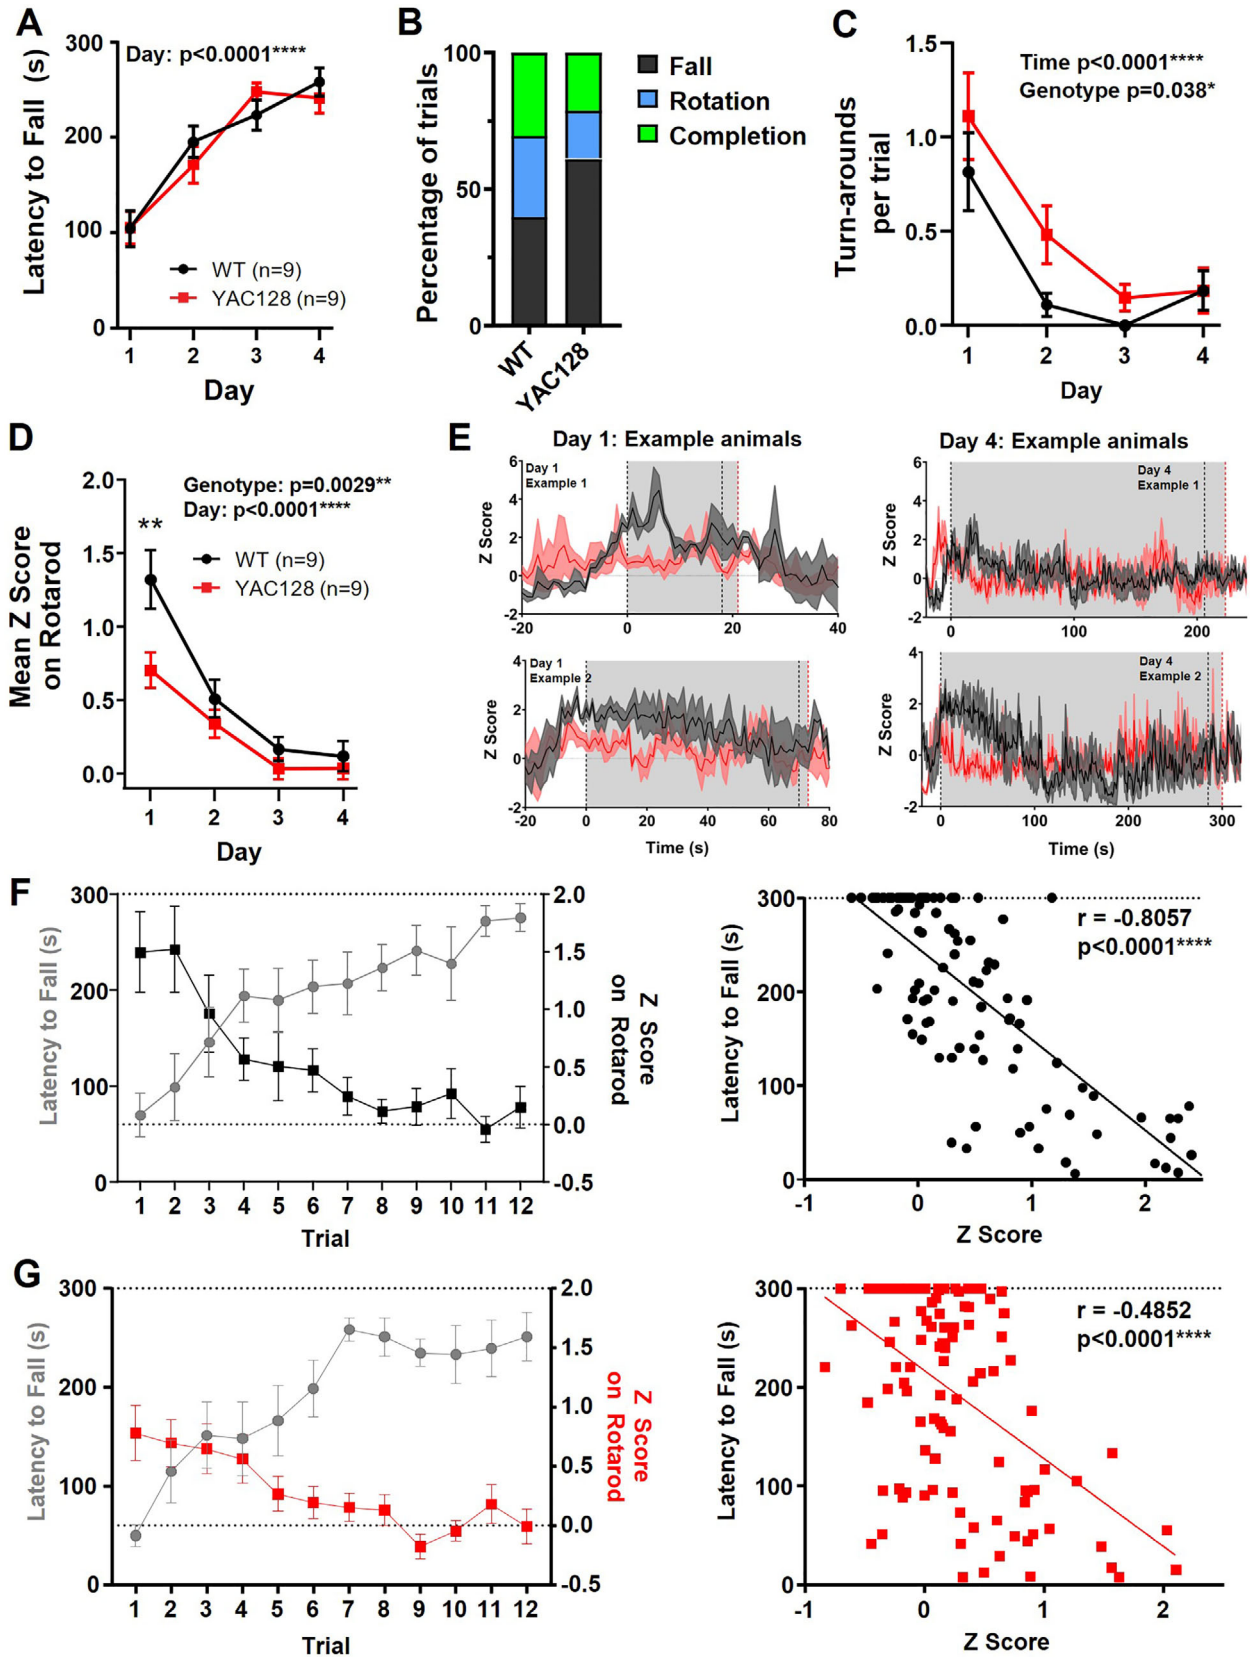 A
Latency to Fall (s)
300
200
100
0
Day: p<0.0001****
WT (n=9)
YAC128 (n=9)
1 2 3 4
Day
B
Percentage of trials
100
50
0
WT
YAC128
Fall
Rotation
Completion
C
Turn-arounds
per trial
1.5
1.0
0.5
0.0
Time p<0.0001****
Genotype p=0.038*
1 2 3 4
Day
D
Mean Z Score
on Rotarod
2.0
1.5
1.0
0.5
0.0
Genotype: p=0.0029**
Day: p<0.0001****
**
WT (n=9)
YAC128 (n=9)
1 2 3 4
Day
E
Day 1: Example animals
Z Score
6
4
2
0
-2
Day 1
Example 1
-20 0 20 40
Z Score
4
2
0
-2
Day 1
Example 2
-20 0 20 40 60 80
Time (s)
Day 4: Example animals
Z Score
6
4
2
0
-2
Day 4
Example 1
0 100 200
Z Score
4
2
0
-2
Day 4
Example 2
0 100 200 300
Time (s)
F
Latency to Fall (s)
300
200
100
0
2.0
1.5
1.0
0.5
0.0
-0.5
Z Score
on Rotarod
1 2 3 4 5 6 7 8 9 10 11 12
Trial
Latency to Fall (s)
300
200
100
0
r = -0.8057
p<0.0001****
-1 0 1 2
Z Score
G
Latency to Fall (s)
300
200
100
0
2.0
1.5
1.0
0.5
0.0
-0.5
Z Score
on Rotarod
1 2 3 4 5 6 7 8 9 10 11 12
Trial
Latency to Fall (s)
300
200
100
0
r = -0.4852
p<0.0001****
-1 0 1 2
Z Score